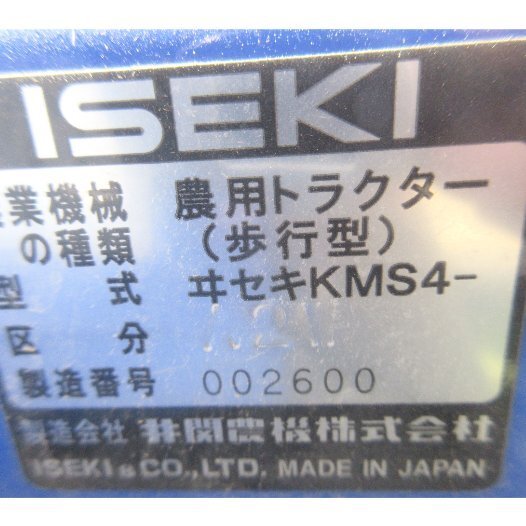 ISEKI
業機械 農用トラクター
の種類 (歩行型)
型 式 ヰセキKMS4-
区 分
製造番号 002600
製造会社 井関農機株式会社
ISEKI & CO., LTD. MADE IN JAPAN